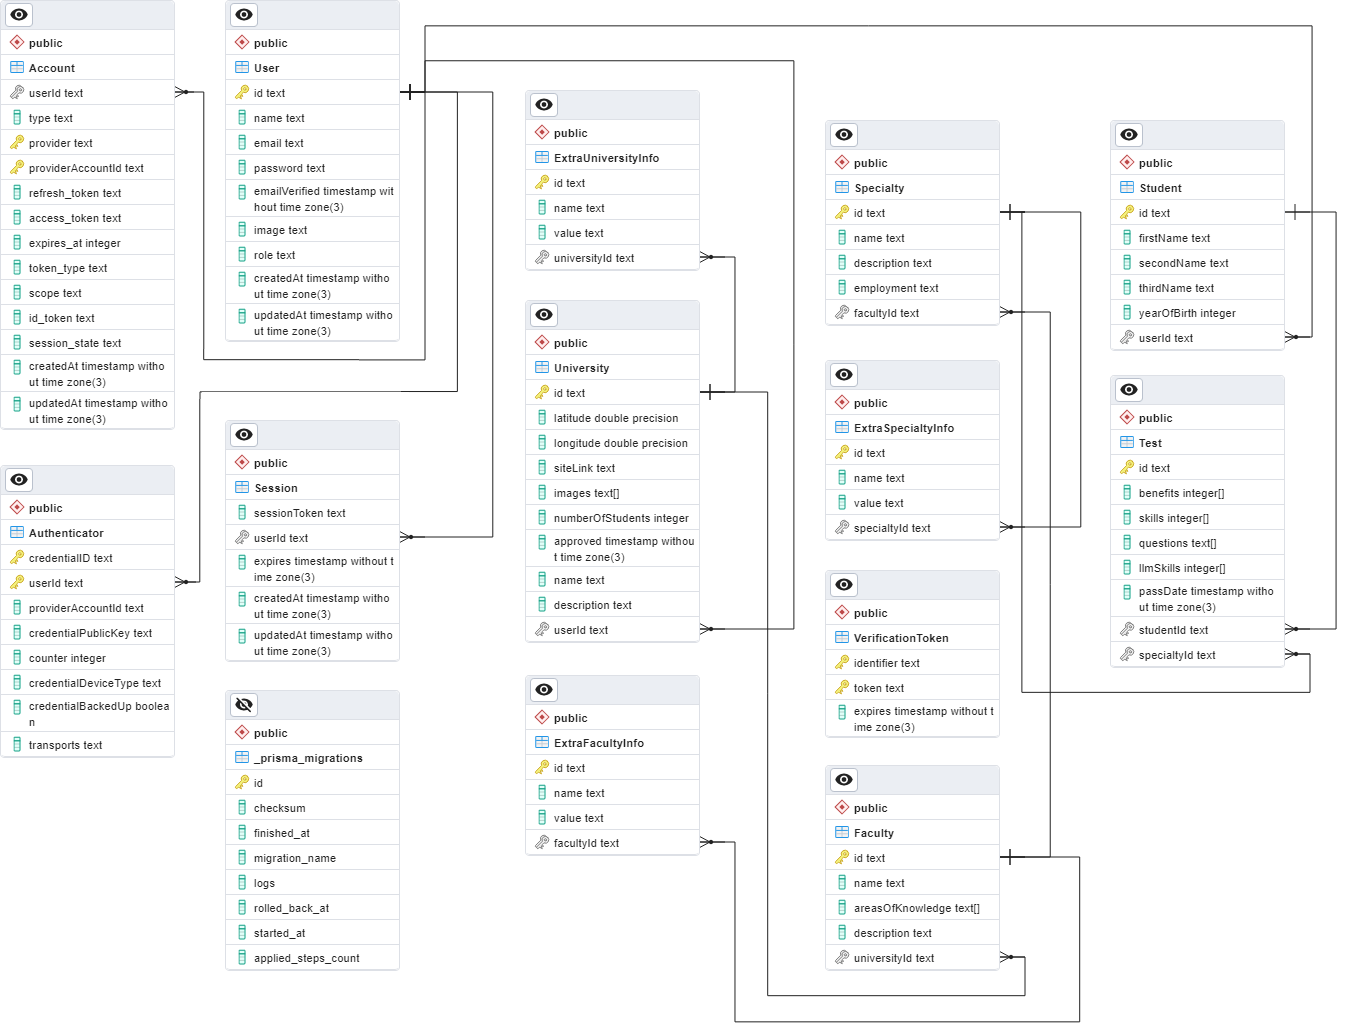 public
Account
userId text
type text
provider text
providerAccountId text
refresh_token text
access_token text
expires_at integer
token_type text
scope text
id_token text
session_state text
createdAt timestamp witho
ut time zone(3)
updatedAt timestamp witho
ut time zone(3)
public
Authenticator
credentialID text
userId text
providerAccountId text
credentialPublicKey text
counter integer
credentialDeviceType text
credentialBackedUp boolea
n
transports text
public
User
id text
name text
email text
password text
emailVerified timestamp wit
hout time zone(3)
image text
role text
createdAt timestamp witho
ut time zone(3)
updatedAt timestamp witho
ut time zone(3)
public
Session
sessionToken text
userId text
expires timestamp without t
ime zone(3)
createdAt timestamp witho
ut time zone(3)
updatedAt timestamp witho
ut time zone(3)
public
_prisma_migrations
id
checksum
finished_at
migration_name
logs
rolled_back_at
started_at
applied_steps_count
public
ExtraUniversityInfo
id text
name text
value text
universityId text
public
University
id text
latitude double precision
longitude double precision
siteLink text
images text[]
numberOfStudents integer
approved timestamp withou
t time zone(3)
name text
description text
userId text
public
ExtraFacultyInfo
id text
name text
value text
facultyId text
public
Specialty
id text
name text
description text
employment text
facultyId text
public
ExtraSpecialtyInfo
id text
name text
value text
specialtyId text
public
VerificationToken
identifier text
token text
expires timestamp without t
ime zone(3)
public
Faculty
id text
name text
areasOfKnowledge text[]
description text
universityId text
public
Student
id text
firstName text
secondName text
thirdName text
yearOfBirth integer
userId text
public
Test
id text
benefits integer[]
skills integer[]
questions text[]
llmSkills integer[]
passDate timestamp witho
ut time zone(3)
studentId text
specialtyId text